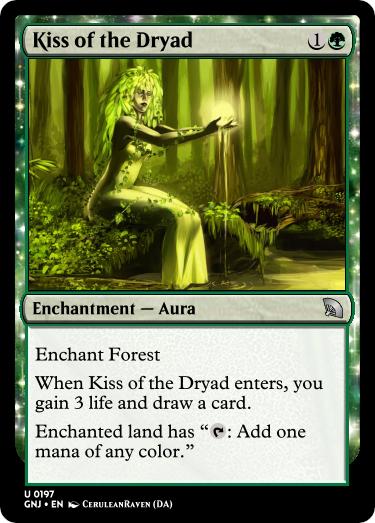 Kiss of the Dryad 1
Enchantment — Aura
Enchant Forest
When Kiss of the Dryad enters, you
gain 3 life and draw a card.
Enchanted land has “: Add one
mana of any color.”
U 0197
GNJ • EN CeruleanRaven (DA)